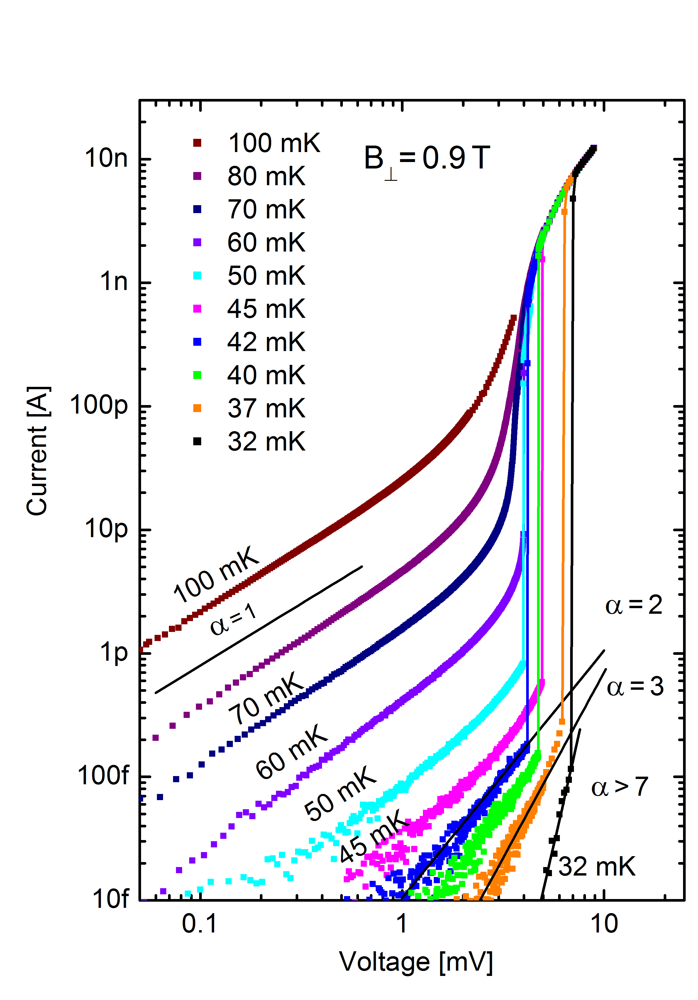 100 mK
80 mK
70 mK
60 mK
50 mK
45 mK
42 mK
40 mK
37 mK
32 mK
B⊥ = 0.9 T
10n
1n
100p
10p
1p
100f
10f
Current [A]
100 mK
α = 1
70 mK
60 mK
50 mK
45 mK
α = 2
α = 3
α > 7
32 mK
0.1
1
10
Voltage [mV]